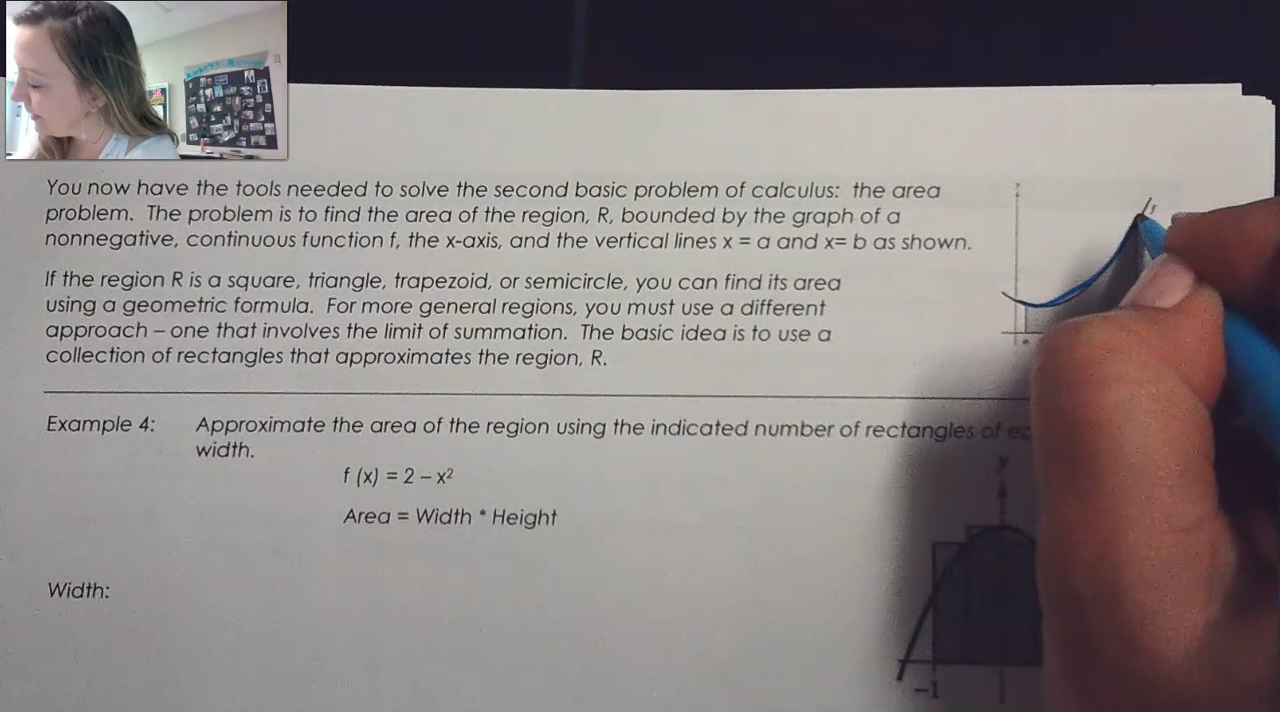 You now have the tools needed to solve the second basic problem of calculus: the area
problem. The problem is to find the area of the region, R, bounded by the graph of a
nonnegative, continuous function f, the x-axis, and the vertical lines x = a and x= b as shown.
If the region R is a square, triangle, trapezoid, or semicircle, you can find its area
using a geometric formula. For more general regions, you must use a different
approach – one that involves the limit of summation. The basic idea is to use a
collection of rectangles that approximates the region, R.
Example 4: Approximate the area of the region using the indicated number of rectangles of
width.
f (x) = 2 – x²
Area = Width * Height
Width:
y
y
f
a
-1